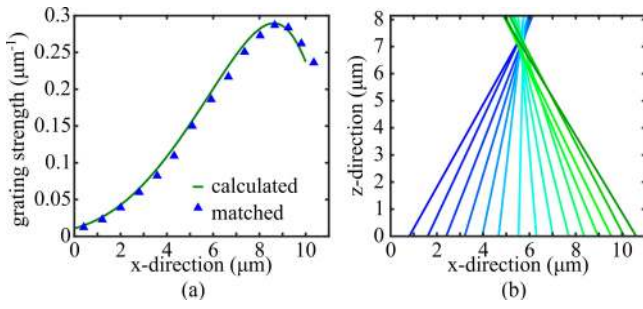 0.3
0.25
0.2
0.15
0.1
0.05
0
grating strength (μm⁻¹)
calculated
matched
0 2 4 6 8 10
x-direction (μm)
(a)
8
7
6
5
4
3
2
1
0
z-direction (μm)
0 2 4 6 8 10
x-direction (μm)
(b)